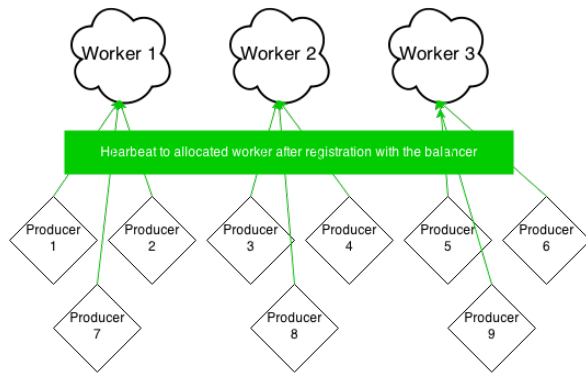 Worker 1
Worker 2
Worker 3
Hearbeat to allocated worker after registration with the balancer
Producer
1
Producer
2
Producer
3
Producer
4
Producer
5
Producer
6
Producer
7
Producer
8
Producer
9